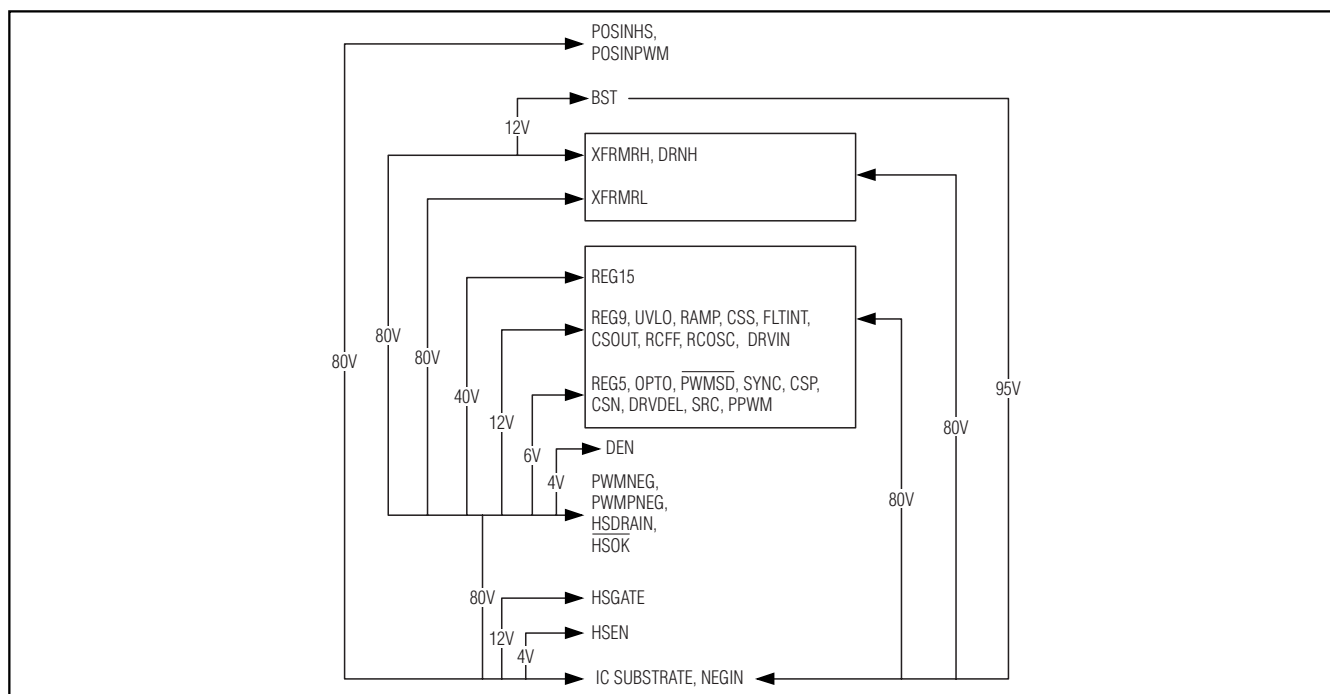 POSINHS,
POSINPWM
BST
12V
XFRMRH, DRNH
XFRMRL
REG15
REG9, UVLO, RAMP, CSS, FLTINT,
CSOUT, RCFF, RCOSC, DRVIN
REG5, OPTO, PWMSD, SYNC, CSP,
CSN, DRVDEL, SRC, PPWM
80V
80V
80V
40V
12V
6V
4V
DEN
PWMNEG,
PWMPNEG,
HSDRAIN,
HSOK
95V
80V
80V
80V
HSGATE
12V
HSEN
4V
IC SUBSTRATE, NEGIN